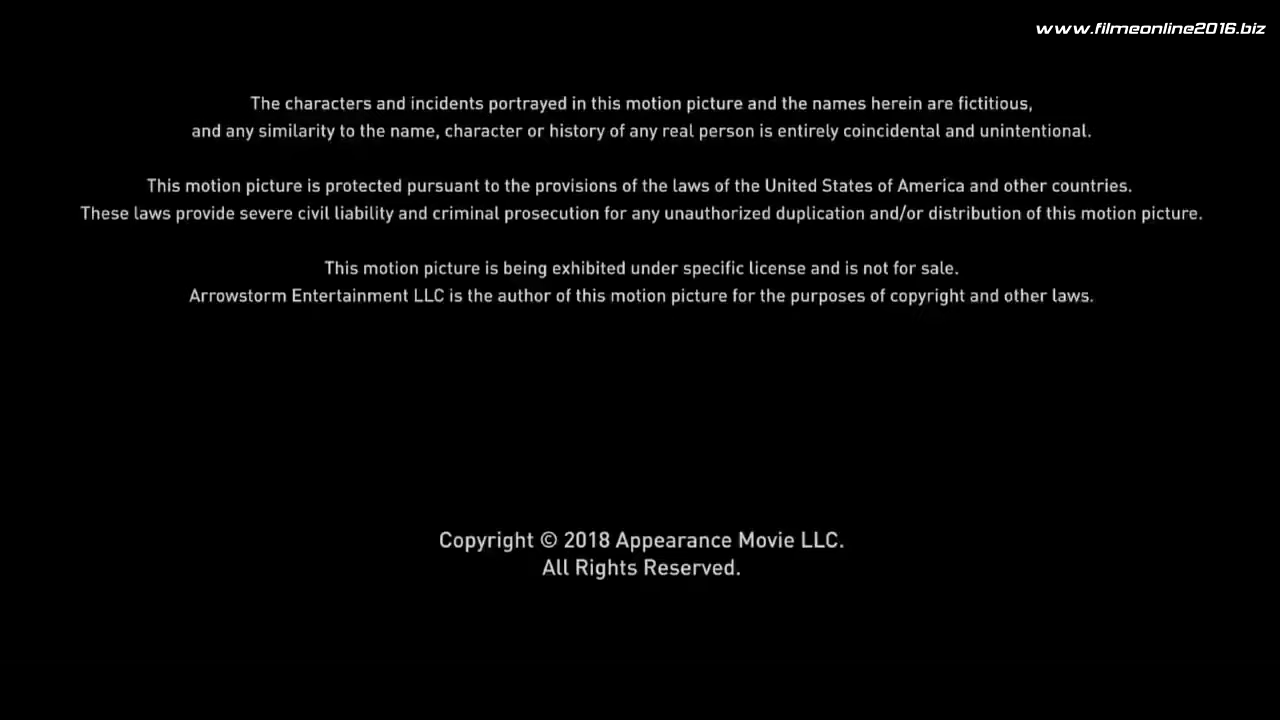 www.filmeonline2016.biz
The characters and incidents portrayed in this motion picture and the names herein are fictitious,
and any similarity to the name, character or history of any real person is entirely coincidental and unintentional.
This motion picture is protected pursuant to the provisions of the laws of the United States of America and other countries.
These laws provide severe civil liability and criminal prosecution for any unauthorized duplication and/or distribution of this motion picture.
This motion picture is being exhibited under specific license and is not for sale.
Arrowstorm Entertainment LLC is the author of this motion picture for the purposes of copyright and other laws.
Copyright © 2018 Appearance Movie LLC.
All Rights Reserved.